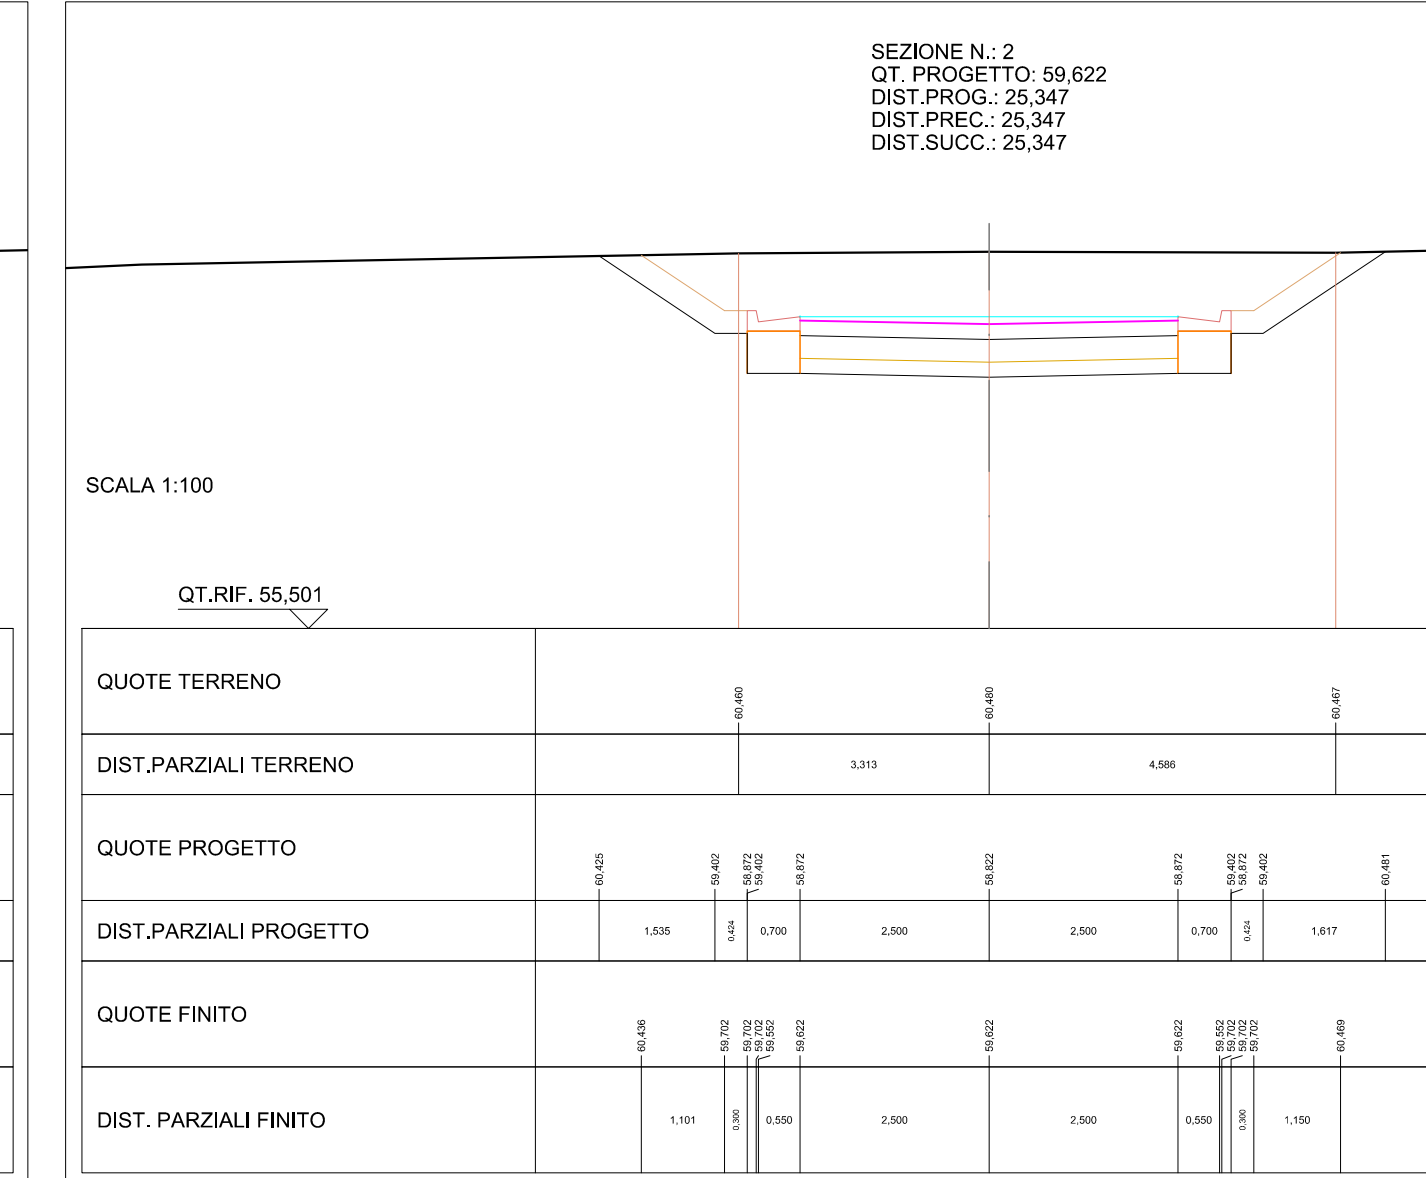 SEZIONE N.: 2
QT. PROGETTO: 59,622
DIST.PROG.: 25,347
DIST.PREC.: 25,347
DIST.SUCC.: 25,347
SCALA 1:100
QT.RIF. 55,501
QUOTE TERRENO
60,460 60,480 60,467
DIST.PARZIALI TERRENO
3,313 4,586
QUOTE PROGETTO
60,425 59,402 58,872 59,402 58,872 58,822 58,872 59,402 58,872 59,402 60,481
DIST.PARZIALI PROGETTO
1,535 0,424 0,700 2,500 2,500 0,700 0,424 1,617
QUOTE FINITO
60,436 59,702 59,702 59,702 59,552 59,622 59,622 59,622 59,552 59,702 59,702 59,702 60,469
DIST. PARZIALI FINITO
1,101 0,300 0,550 2,500 2,500 0,550 0,300 1,150